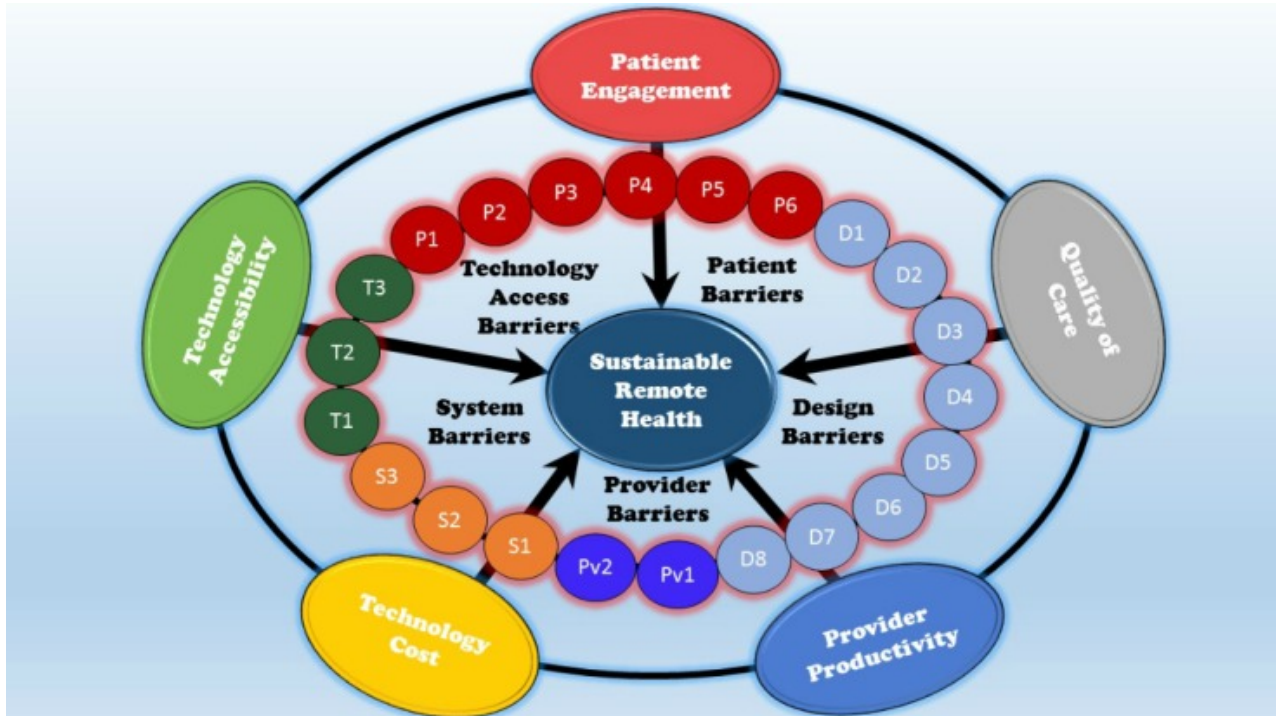 Patient
Engagement
Technology
Accessibility
Quality of
Care
Technology
Cost
Provider
Productivity
P1
P2
P3
P4
P5
P6
D1
D2
D3
D4
D5
D6
D7
D8
Pv1
Pv2
S1
S2
S3
T1
T2
T3
Technology
Access
Barriers
Patient
Barriers
System
Barriers
Design
Barriers
Provider
Barriers
Sustainable
Remote
Health